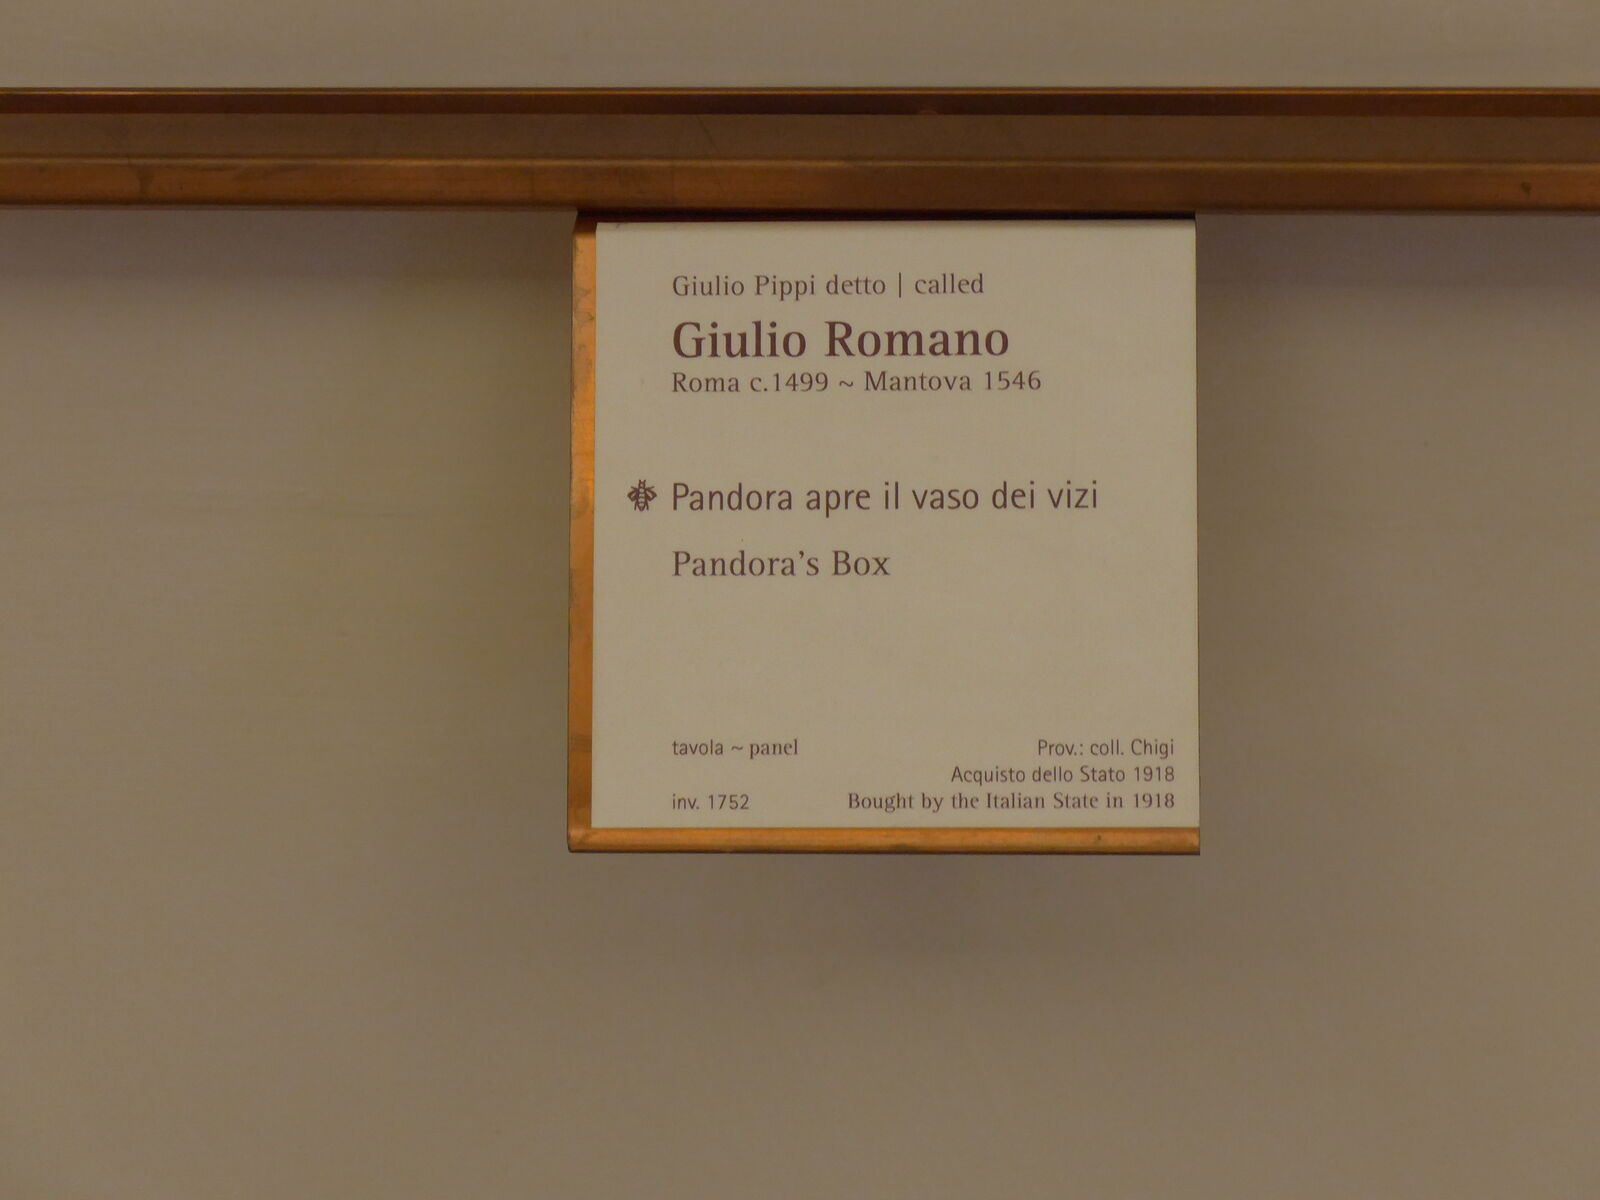 Giulio Pippi detto | called
Giulio Romano
Roma c.1499 ~ Mantova 1546
Pandora apre il vaso dei vizi
Pandora's Box
tavola ~ panel
inv. 1752
Prov.: coll. Chigi
Acquisto dello Stato 1918
Bought by the Italian State in 1918